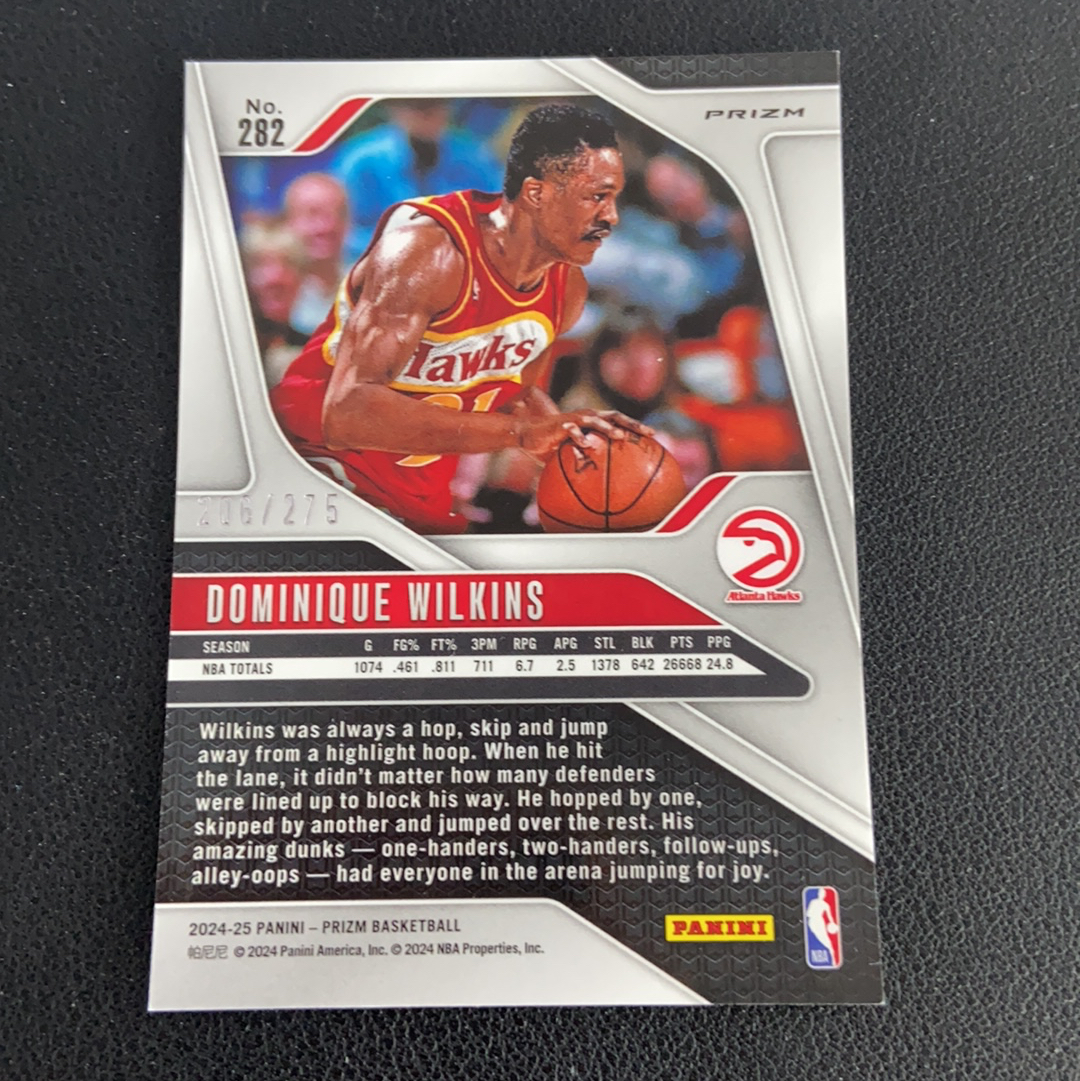 No.
282
PRIZM
Hawks
21
206/275
Atlanta Hawks
DOMINIQUE WILKINS
SEASON G FG% FT% 3PM RPG APG STL BLK PTS PPG
NBA TOTALS 1074 .461 .811 711 6.7 2.5 1378 642 26668 24.8
Wilkins was always a hop, skip and jump
away from a highlight hoop. When he hit
the lane, it didn't matter how many defenders
were lined up to block his way. He hopped by one,
skipped by another and jumped over the rest. His
amazing dunks — one-handers, two-handers, follow-ups,
alley-oops — had everyone in the arena jumping for joy.
2024-25 PANINI – PRIZM BASKETBALL
帕尼尼 © 2024 Panini America, Inc. © 2024 NBA Properties, Inc.
PANINI
NBA